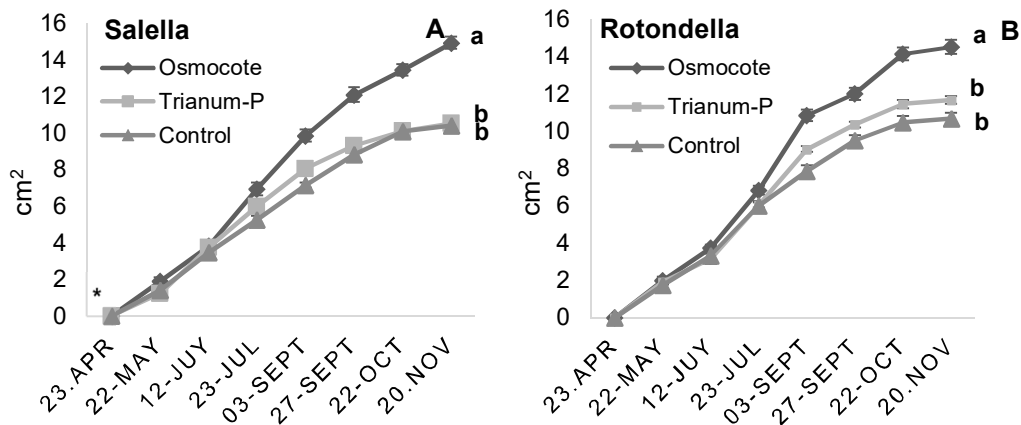 Salella
A
Osmocote
Trianum-P
Control
a
b
b
16
14
12
10
8
6
4
2
0
cm²
*
23.APR
22-MAY
12-JUY
23-JUL
03-SEPT
27-SEPT
22-OCT
20.NOV
Rotondella
B
Osmocote
Trianum-P
Control
a
b
b
16
14
12
10
8
6
4
2
0
cm²
23.APR
22-MAY
12-JUY
23-JUL
03-SEPT
27-SEPT
22-OCT
20.NOV